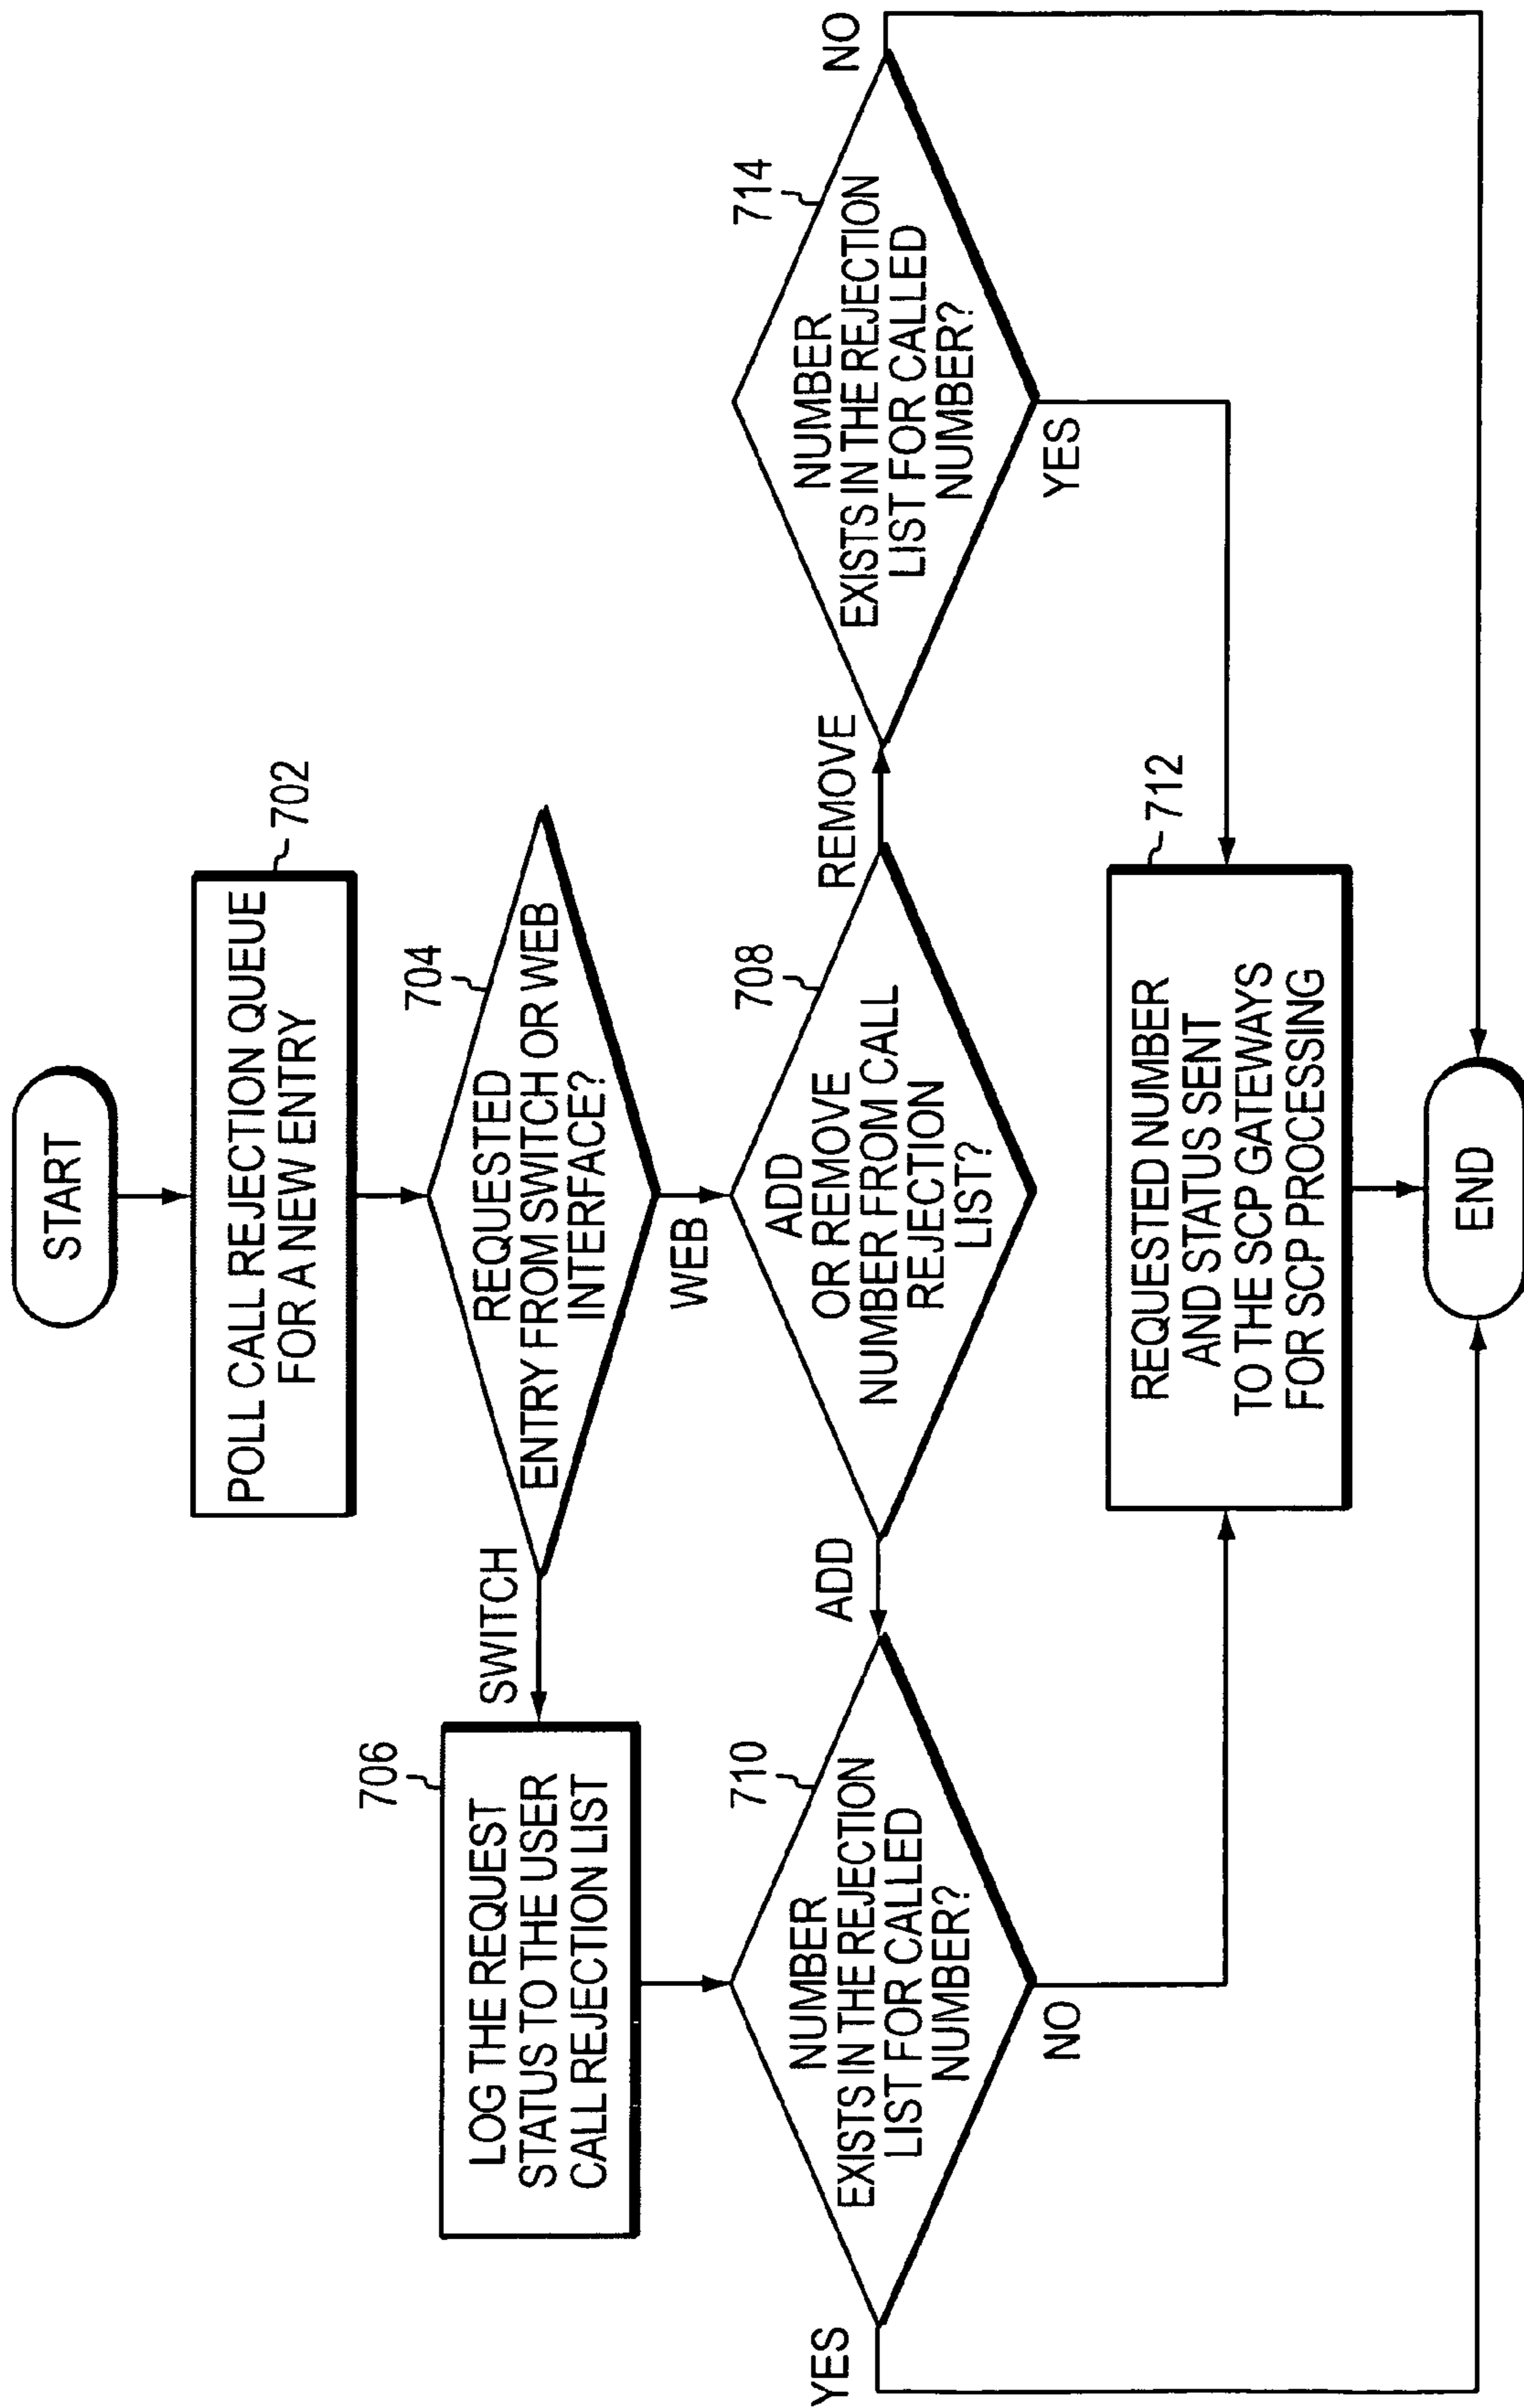 START
POLL CALL REJECTION QUEUE
FOR A NEW ENTRY
702
704
REQUESTED
ENTRY FROM SWITCH OR WEB
INTERFACE?
SWITCH
WEB
706
LOG THE REQUEST
STATUS TO THE USER
CALL REJECTION LIST
708
ADD
OR REMOVE
NUMBER FROM CALL
REJECTION
LIST?
ADD
REMOVE
710
NUMBER
EXISTS IN THE REJECTION
LIST FOR CALLED
NUMBER?
YES
NO
714
NUMBER
EXISTS IN THE REJECTION
LIST FOR CALLED
NUMBER?
NO
YES
712
REQUESTED NUMBER
AND STATUS SENT
TO THE SCP GATEWAYS
FOR SCP PROCESSING
END